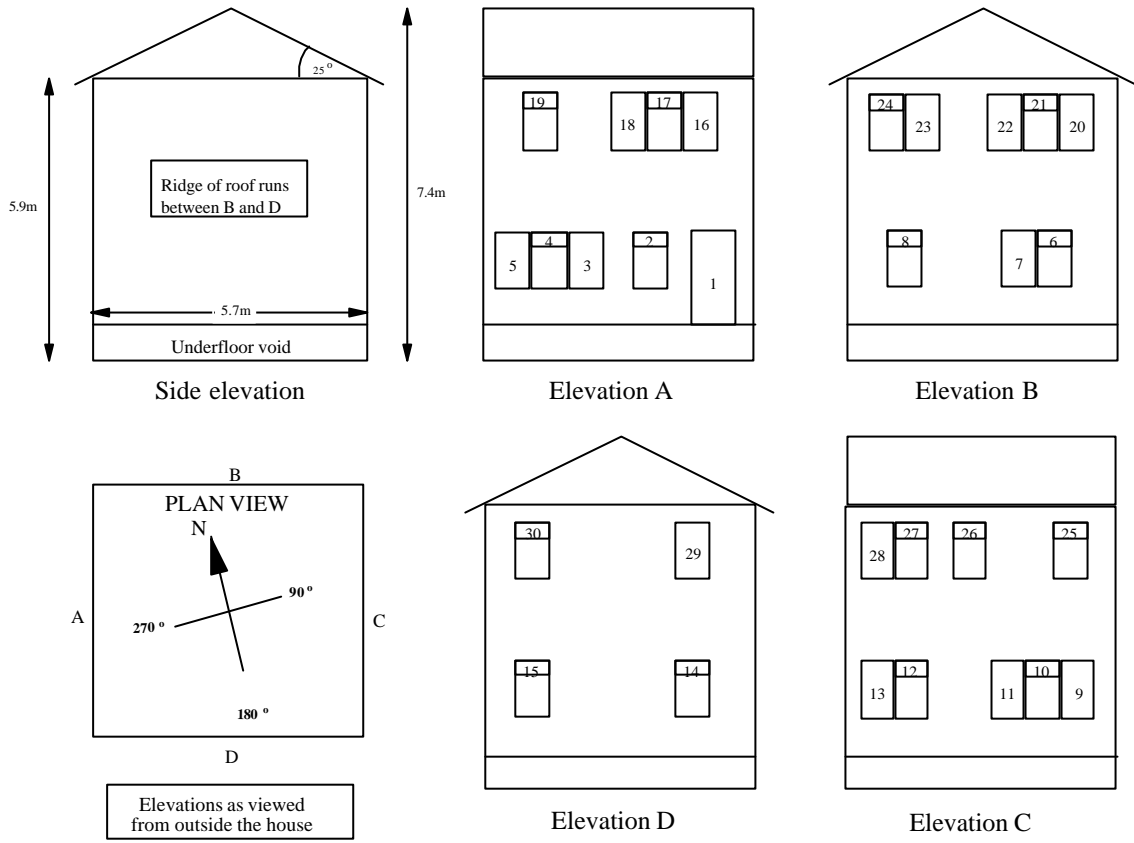 25 o
5.9m
Ridge of roof runs
between B and D
7.4m
5.7m
Underfloor void
Side elevation
19
18
17
16
5
4
3
2
1
Elevation A
24
23
22
21
20
8
7
6
Elevation B
B
PLAN VIEW
N
90 o
A
270 o
C
180 o
D
Elevations as viewed
from outside the house
30
29
15
14
Elevation D
28
27
26
25
13
12
11
10
9
Elevation C